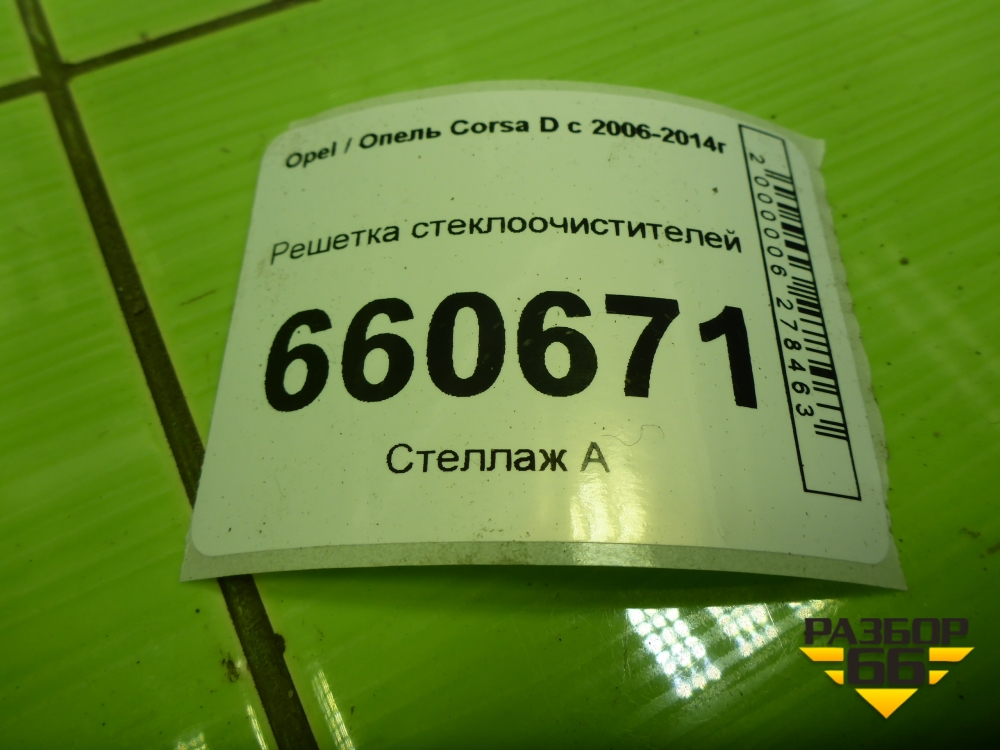 Opel / Опель Corsa D с 2006-2014г
Решетка стеклоочистителей
660671
Стеллаж А
2000006278463
РАЗБОР
66